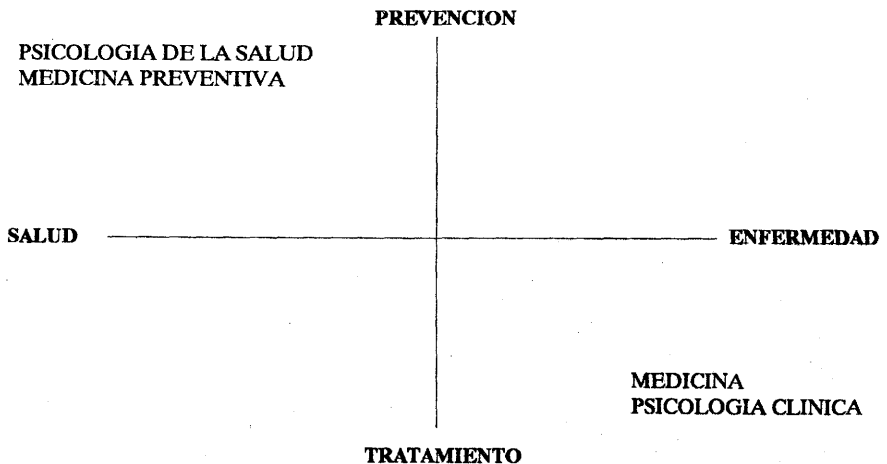 PREVENCION
PSICOLOGIA DE LA SALUD
MEDICINA PREVENTIVA
SALUD
ENFERMEDAD
MEDICINA
PSICOLOGIA CLINICA
TRATAMIENTO